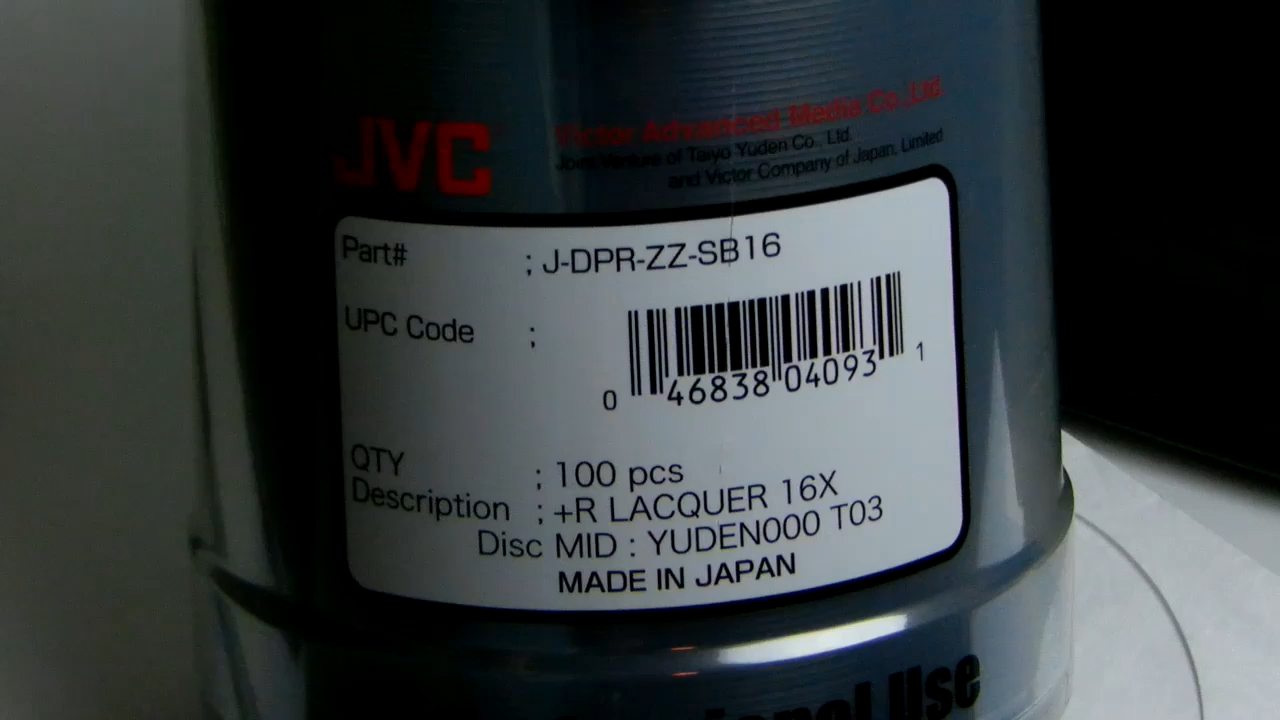 JVC
Victor Advanced Media Co.,Ltd.
Joint Venture of Taiyo Yuden Co., Ltd.
and Victor Company of Japan, Limited
Part# ; J-DPR-ZZ-SB16
UPC Code ;
0 46838 04093 1
QTY ; 100 pcs
Description ; +R LACQUER 16X
Disc MID : YUDEN000 T03
MADE IN JAPAN
Use